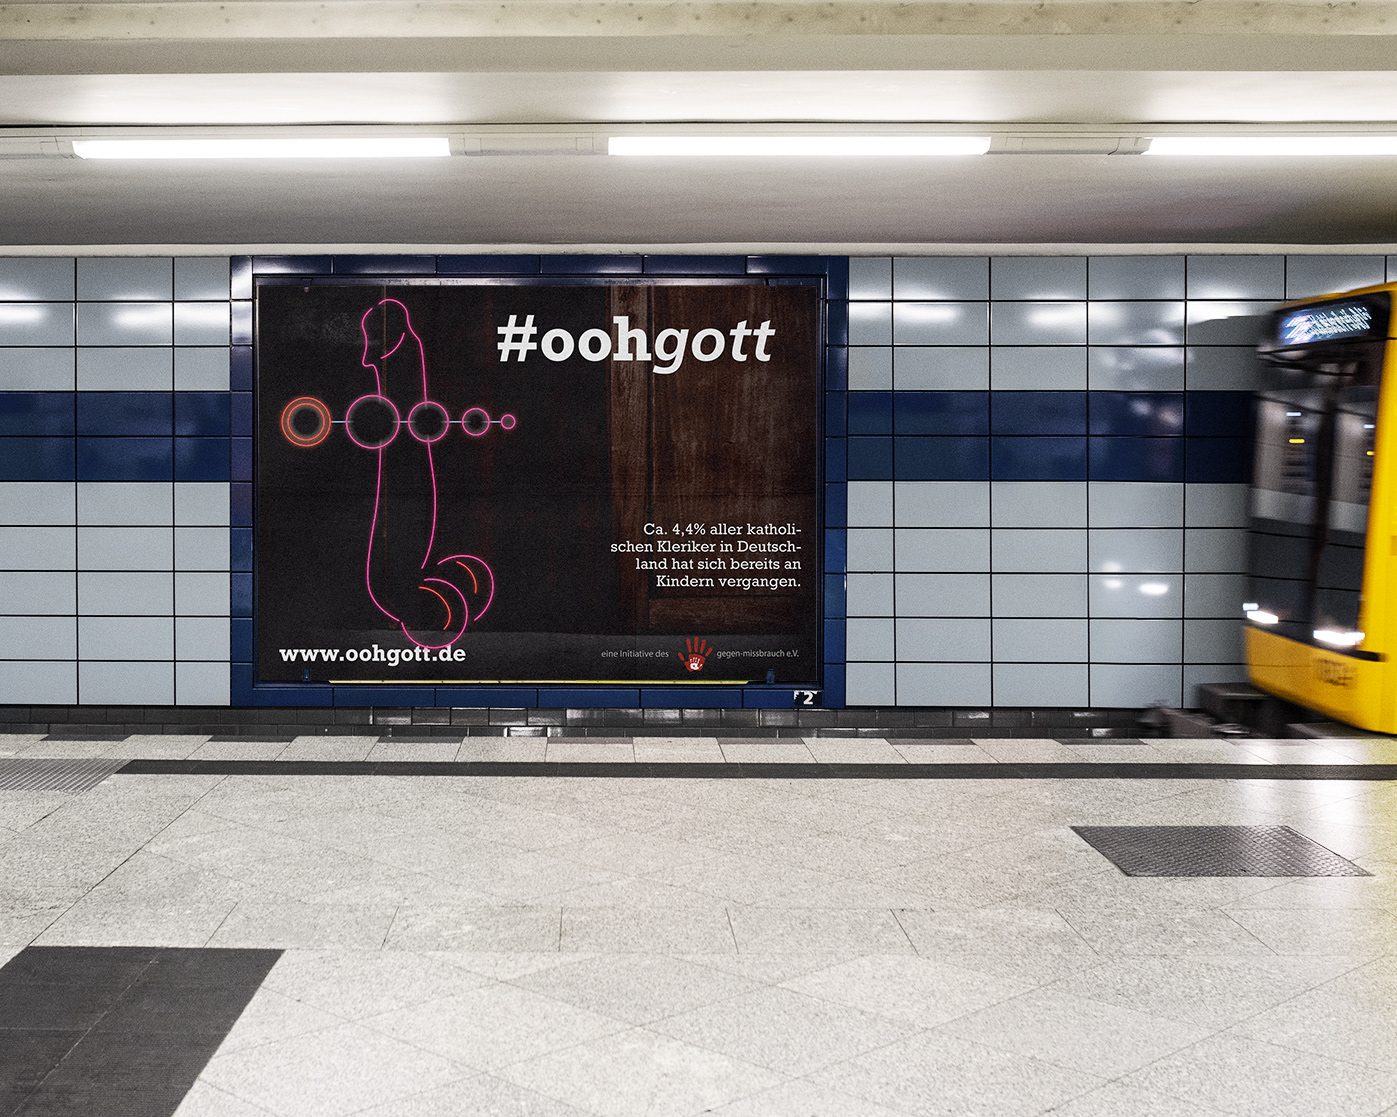 #oohgott
Ca. 4,4% aller katholi-
schen Kleriker in Deutsch-
land hat sich bereits an
Kindern vergangen.
www.oohgott.de
eine Initiative des gegen-missbrauch e.V.
F 2